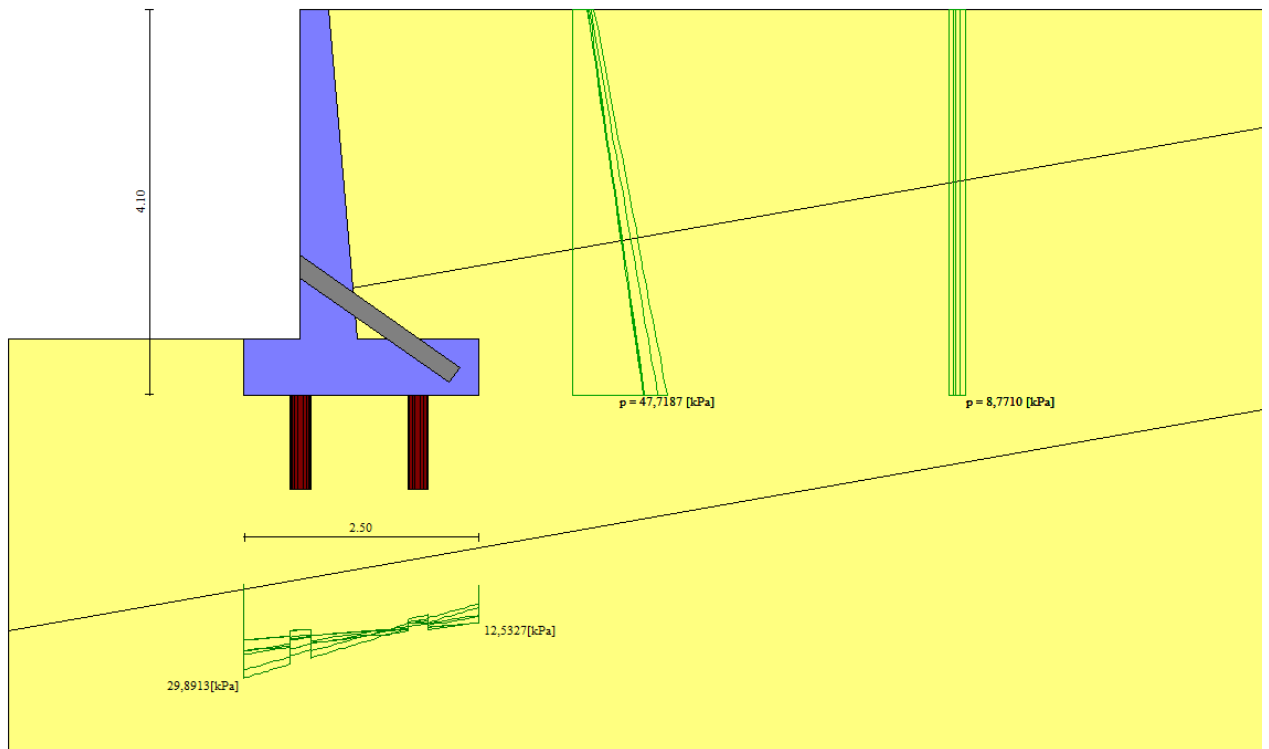 4.10
p = 47,7187 [kPa]
p = 8,7710 [kPa]
2.50
12,5327[kPa]
29,8913[kPa]